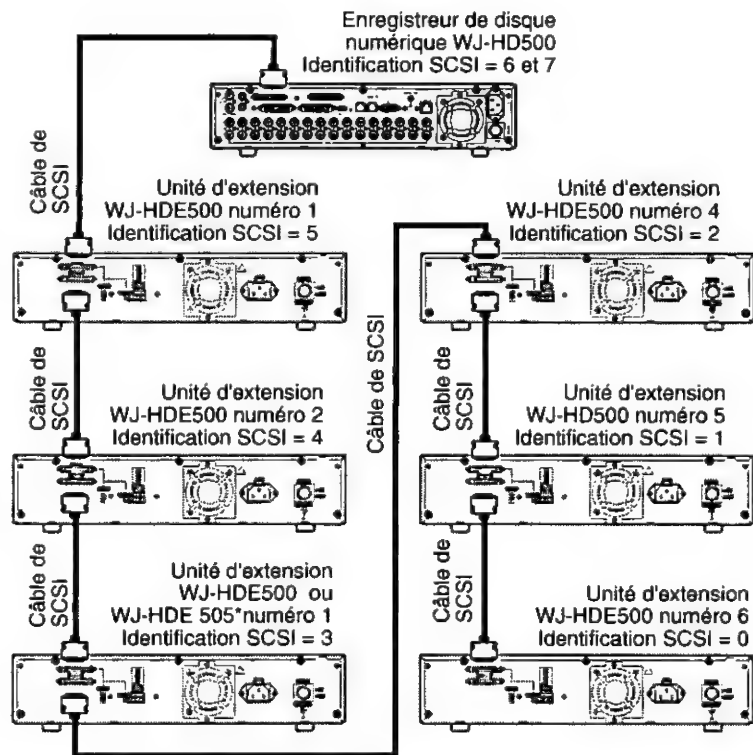 Enregistreur de disque
numérique WJ-HD500
Identification SCSI = 6 et 7
Câble de
SCSI
Unité d'extension
WJ-HDE500 numéro 1
Identification SCSI = 5
Câble de
SCSI
Unité d'extension
WJ-HDE500 numéro 2
Identification SCSI = 4
Câble de
SCSI
Unité d'extension
WJ-HDE500 ou
WJ-HDE 505*numéro 1
Identification SCSI = 3
Câble de SCSI
Unité d'extension
WJ-HDE500 numéro 4
Identification SCSI = 2
Câble de
SCSI
Unité d'extension
WJ-HD500 numéro 5
Identification SCSI = 1
Câble de
SCSI
Unité d'extension
WJ-HDE500 numéro 6
Identification SCSI = 0